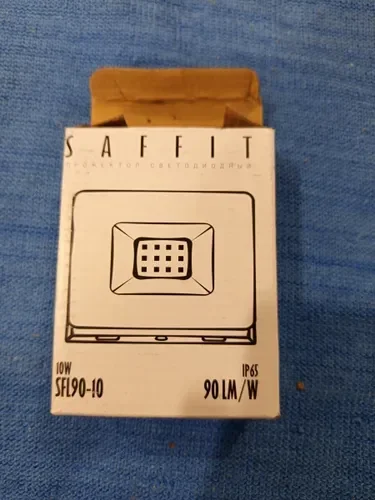 SAFFIT
ПРОЖЕКТОР СВЕТОДИОДНЫЙ
10W
IP65
SFL90-10
90 LM/W